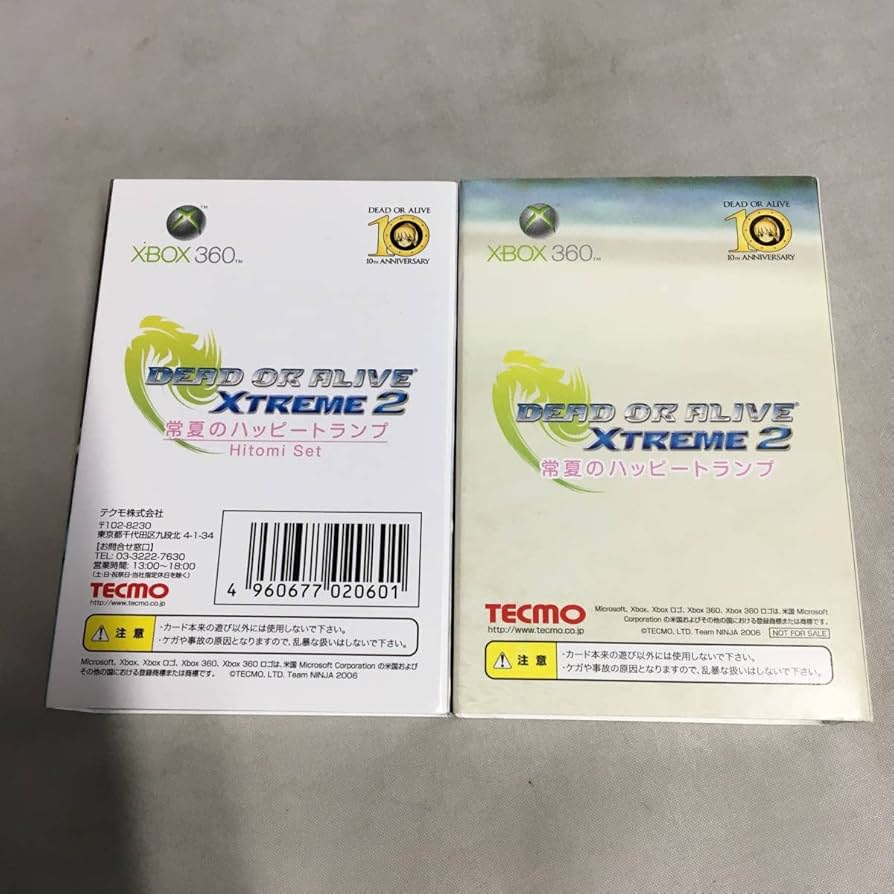 XBOX 360™
DEAD OR ALIVE
10
10TH ANNIVERSARY
DEAD OR ALIVE®
XTREME 2
常夏のハッピートランプ
Hitomi Set
テクモ株式会社
〒102-8230
東京都千代田区九段北 4-1-34
【お問合せ窓口】
TEL: 03-3222-7630
営業時間: 13:00～18:00
(土・日・祝祭日・当社指定休日を除く)
TECMO
http://www.tecmo.co.jp
4 960677 020601
注意
・カード本来の遊び以外には使用しないで下さい。
・ケガや事故の原因となりますので、乱暴な扱いはしないで下さい。
Microsoft、Xbox、Xbox ロゴ、Xbox 360、Xbox 360 ロゴは、米国 Microsoft Corporation の米国および
その他の国における登録商標または商標です。 ©TECMO, LTD. Team NINJA 2006
XBOX 360™
DEAD OR ALIVE
10
10TH ANNIVERSARY
DEAD OR ALIVE®
XTREME 2
常夏のハッピートランプ
TECMO
http://www.tecmo.co.jp
Microsoft、Xbox、Xbox ロゴ、Xbox 360、Xbox 360 ロゴは、米国 Microsoft
Corporation の米国およびその他の国における登録商標または商標です。
©TECMO, LTD. Team NINJA 2006 NOT FOR SALE
注意
・カード本来の遊び以外には使用しないで下さい。
・ケガや事故の原因となりますので、乱暴な扱いはしないで下さい。